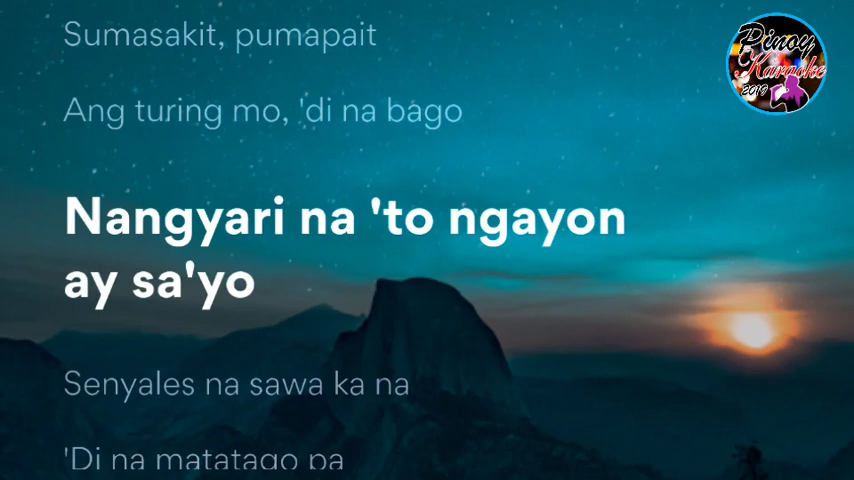 Sumasakit, pumapait
Ang turing mo, 'di na bago
Nangyari na 'to ngayon
ay sa'yo
Senyales na sawa ka na
'Di na matatago pa
Pinoy
Karaoke
2019